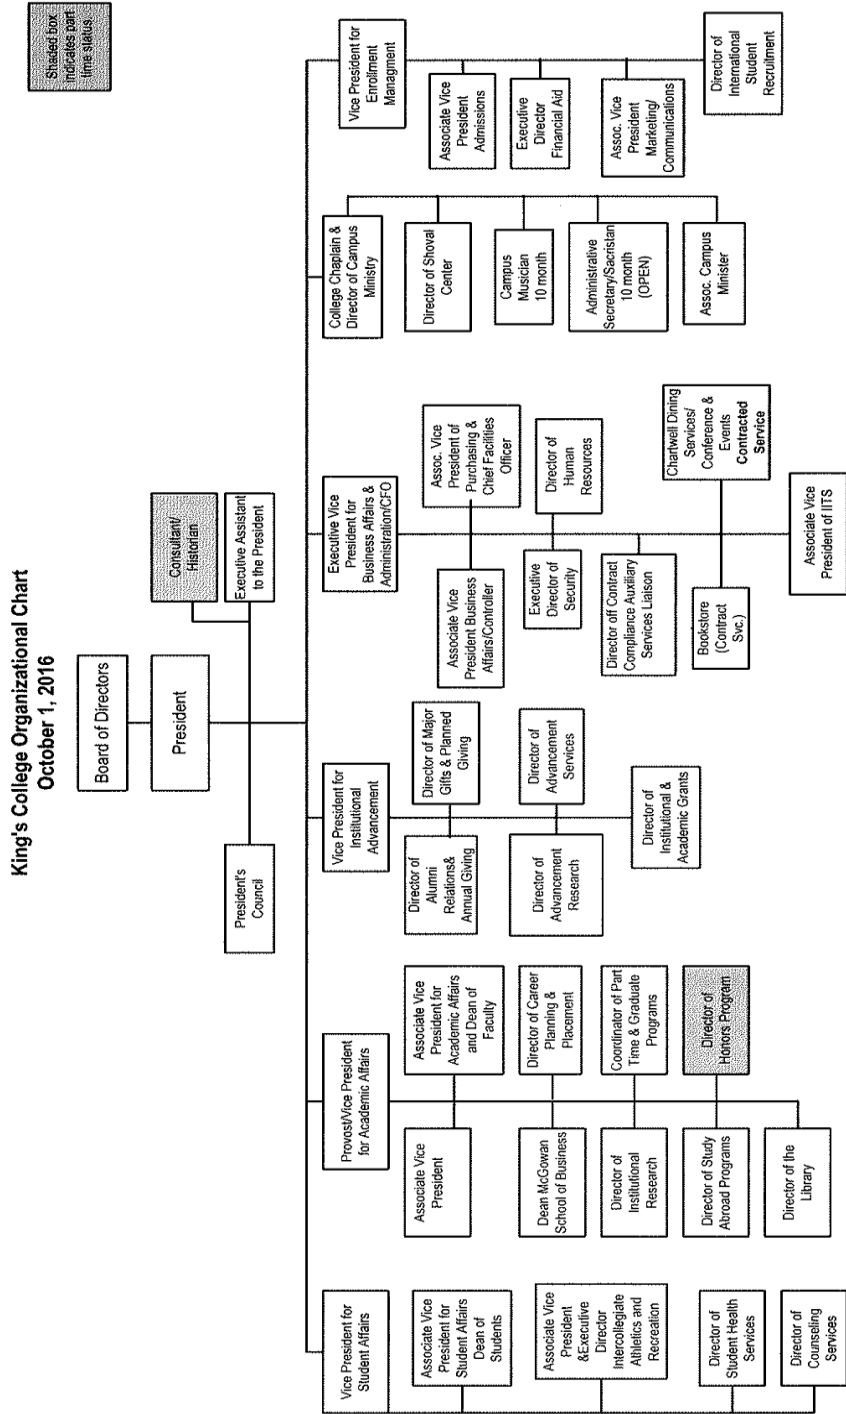 King's College Organizational Chart
October 1, 2016
Shaded box
indicates part
time status.
Board of Directors
President
Consultant/
Historian
President's
Council
Executive Assistant
to the President
Vice President for
Student Affairs
Associate Vice
President for
Student Affairs
Dean of
Students
Associate Vice
President
&Executive
Director
Intercollegiate
Athletics and
Recreation
Director of
Student Health
Services
Director of
Counseling
Services
Provost/Vice President
for Academic Affairs
Associate Vice
President
Associate Vice
President for
Academic Affairs
and Dean of
Faculty
Dean McGowan
School of Business
Director of Career
Planning &
Placement
Director of
Institutional
Research
Coordinator of Part
Time & Graduate
Programs
Director of Study
Abroad Programs
Director of
Honors Program
Director of the
Library
Vice President for
Institutional
Advancement
Director of
Alumni
Relations&
Annual Giving
Director of Major
Gifts & Planned
Giving
Director of
Advancement
Research
Director of
Advancement
Services
Director of
Institutional &
Academic Grants
Executive Vice
President for
Business Affairs &
Administration/CFO
Associate Vice
President Business
Affairs/Controller
Assoc. Vice
President of
Purchasing &
Chief Facilities
Officer
Executive
Director of
Security
Director of
Human
Resources
Director off Contract
Compliance Auxiliary
Services Liaison
Bookstore
(Contract
Svc.)
Chartwell Dining
Services/
Conference &
Events
Contracted
Service
Associate Vice
President of IITS
College Chaplain &
Director of Campus
Ministry
Director of Shoval
Center
Campus
Musician
10 month
Administrative
Secretary/Sacristan
10 month
(OPEN)
Assoc. Campus
Minister
Vice President for
Enrollment
Managment
Associate Vice
President
Admissions
Executive
Director
Financial Aid
Assoc. Vice
President
Marketing/
Communications
Director of
International
Student
Recruitment